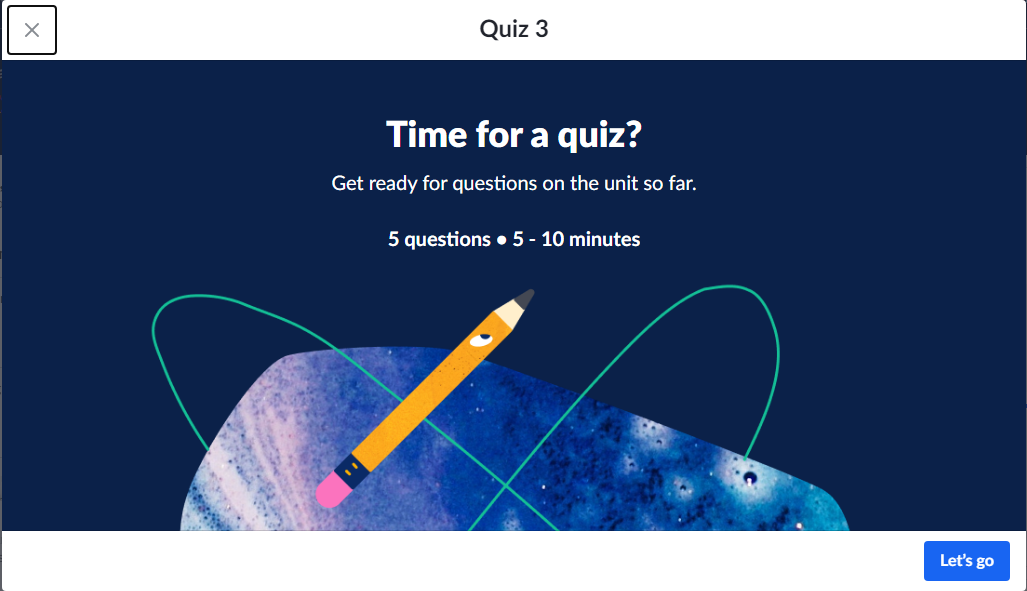 Quiz 3
Time for a quiz?
Get ready for questions on the unit so far.
5 questions • 5 - 10 minutes
Let's go